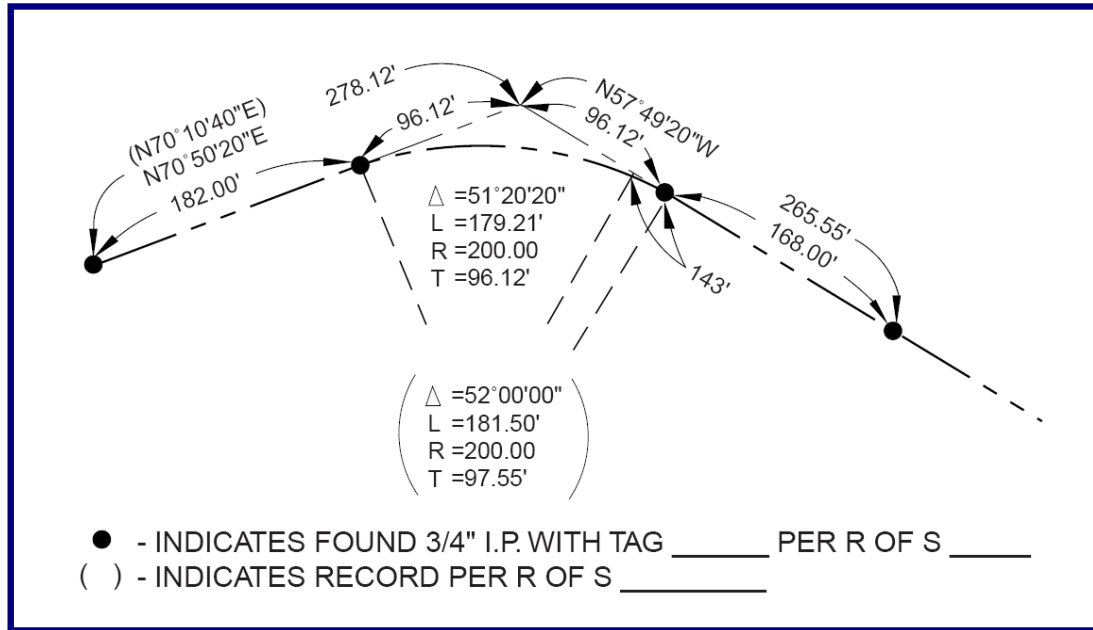 (N70°10'40"E)
N70°50'20"E
182.00'
278.12'
96.12'
N57°49'20"W
96.12'
△ =51°20'20"
L =179.21'
R =200.00
T =96.12'
143'
265.55'
168.00'
△ =52°00'00"
L =181.50'
R =200.00
T =97.55'
● - INDICATES FOUND 3/4" I.P. WITH TAG ______ PER R OF S _____
( ) - INDICATES RECORD PER R OF S _________